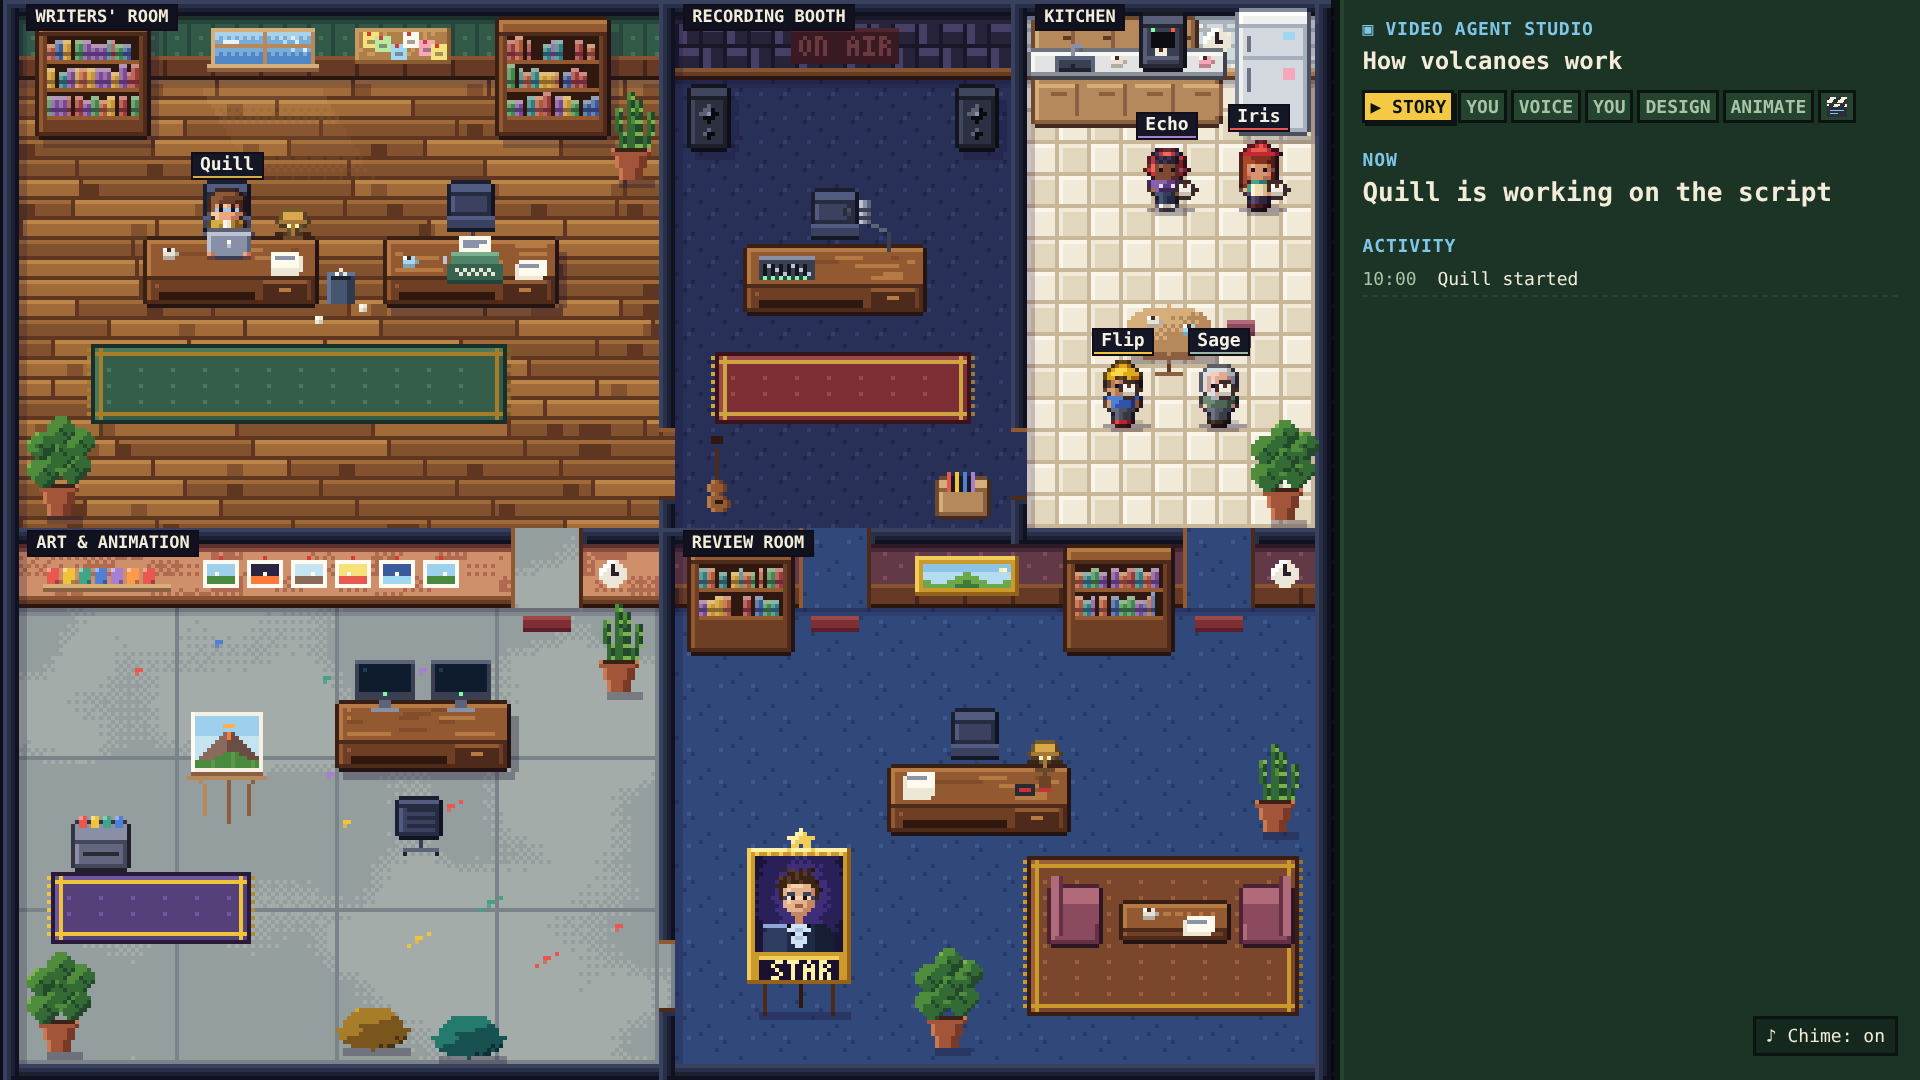 WRITERS' ROOM
RECORDING BOOTH
KITCHEN
ON AIR
Echo
Iris
Quill
Flip
Sage
ART & ANIMATION
REVIEW ROOM
STAR
▣ VIDEO AGENT STUDIO
How volcanoes work
▶ STORY YOU VOICE YOU DESIGN ANIMATE 🎬
NOW
Quill is working on the script
ACTIVITY
10:00 Quill started
♪ Chime: on